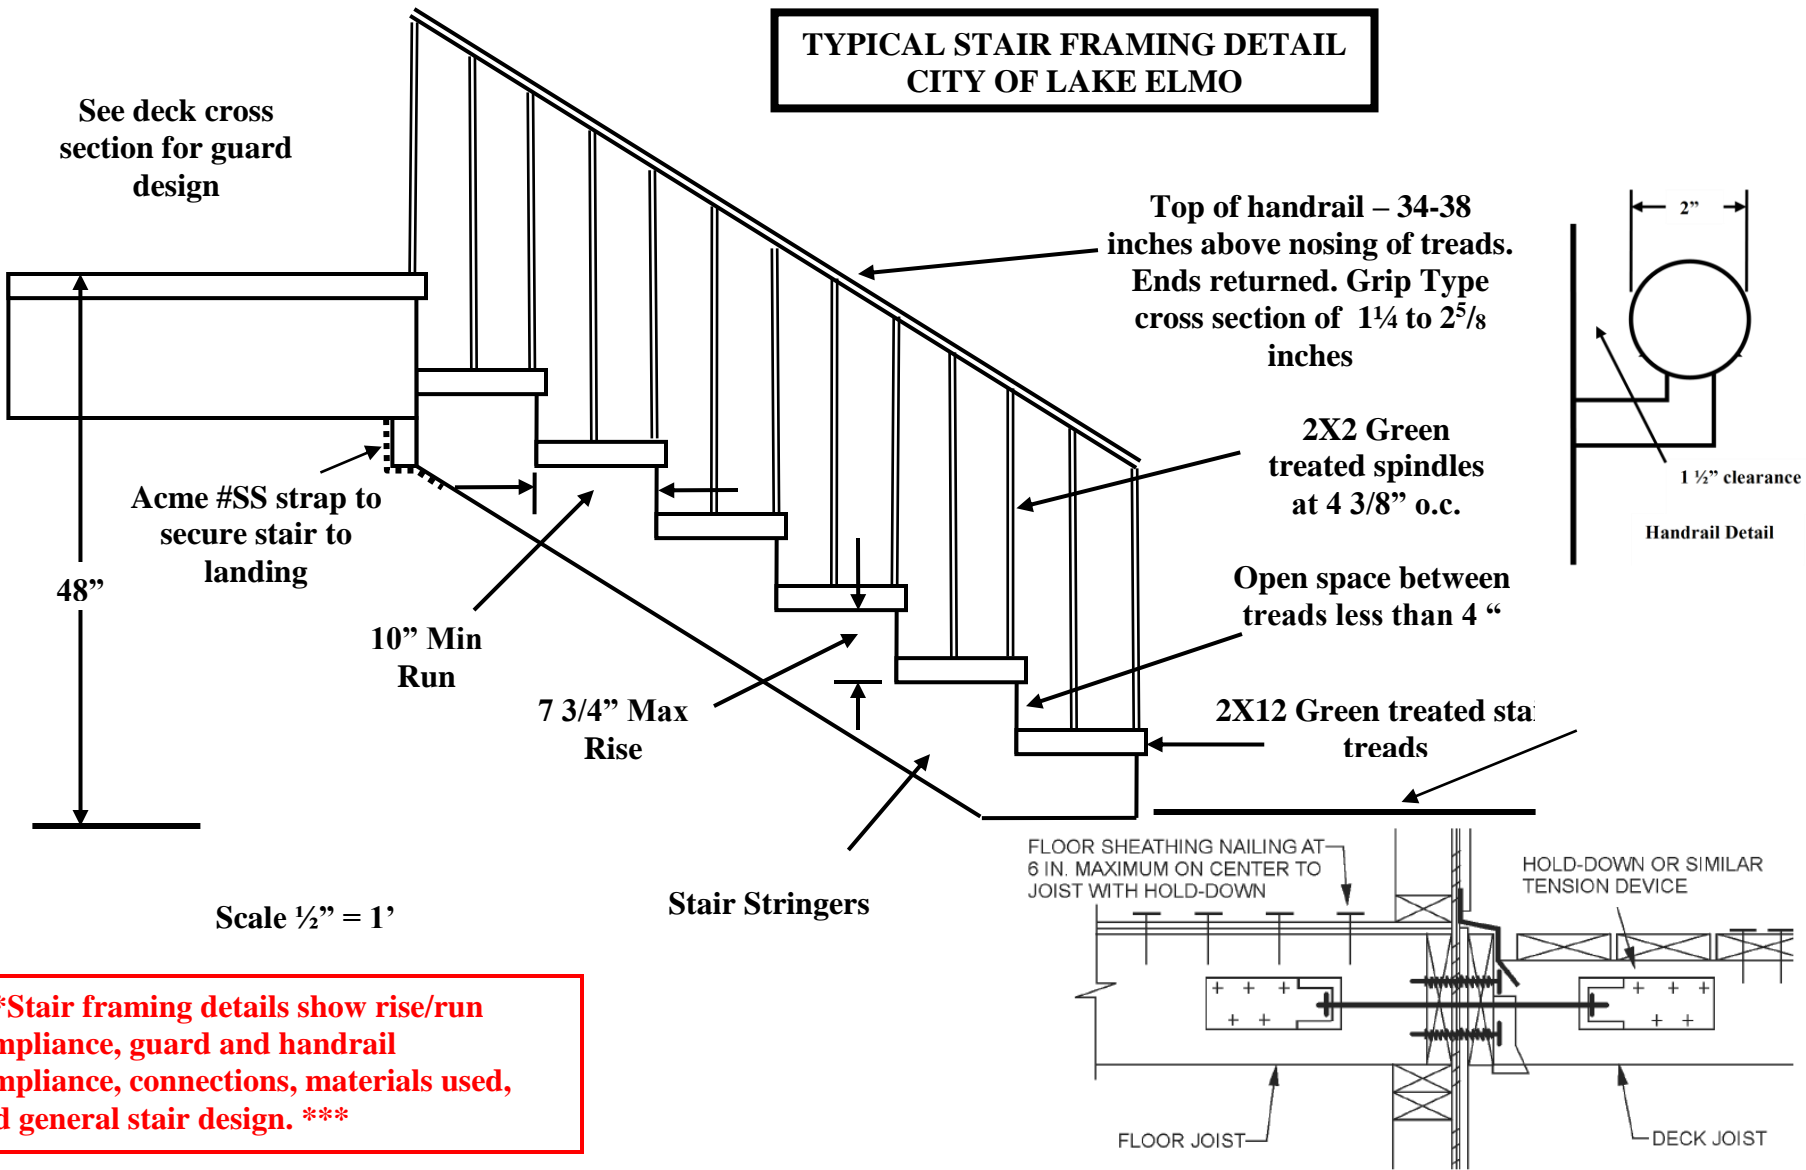 TYPICAL STAIR FRAMING DETAIL
CITY OF LAKE ELMO
See deck cross
section for guard
design
Top of handrail – 34-38
inches above nosing of treads.
Ends returned. Grip Type
cross section of 1¼ to 2⁵/₈
inches
2”
1 ½” clearance
Handrail Detail
2X2 Green
treated spindles
at 4 3/8” o.c.
Acme #SS strap to
secure stair to
landing
48”
10” Min
Run
7 3/4” Max
Rise
Open space between
treads less than 4 “
2X12 Green treated stai
treads
Stair Stringers
Scale ½” = 1’
*Stair framing details show rise/run
mpliance, guard and handrail
mpliance, connections, materials used,
d general stair design. ***
FLOOR SHEATHING NAILING AT
6 IN. MAXIMUM ON CENTER TO
JOIST WITH HOLD-DOWN
HOLD-DOWN OR SIMILAR
TENSION DEVICE
FLOOR JOIST
DECK JOIST